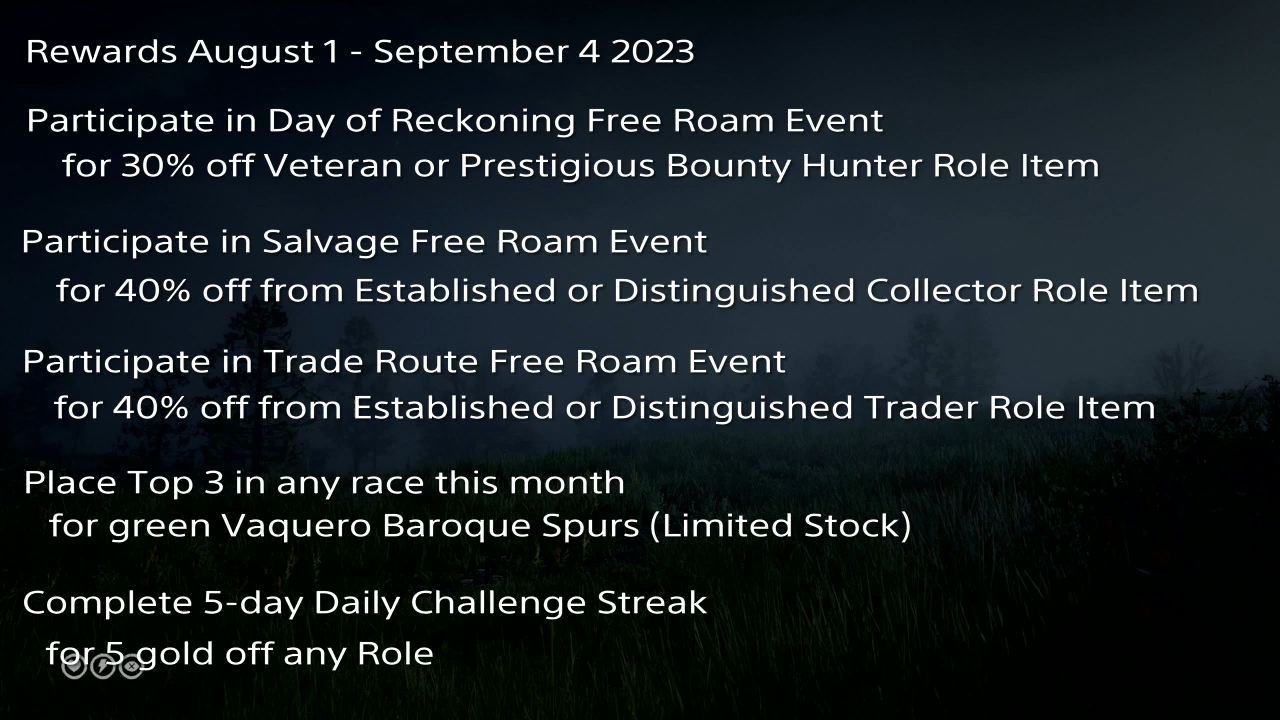 Rewards August 1 - September 4 2023
Participate in Day of Reckoning Free Roam Event
for 30% off Veteran or Prestigious Bounty Hunter Role Item
Participate in Salvage Free Roam Event
for 40% off from Established or Distinguished Collector Role Item
Participate in Trade Route Free Roam Event
for 40% off from Established or Distinguished Trader Role Item
Place Top 3 in any race this month
for green Vaquero Baroque Spurs (Limited Stock)
Complete 5-day Daily Challenge Streak
for 5 gold off any Role